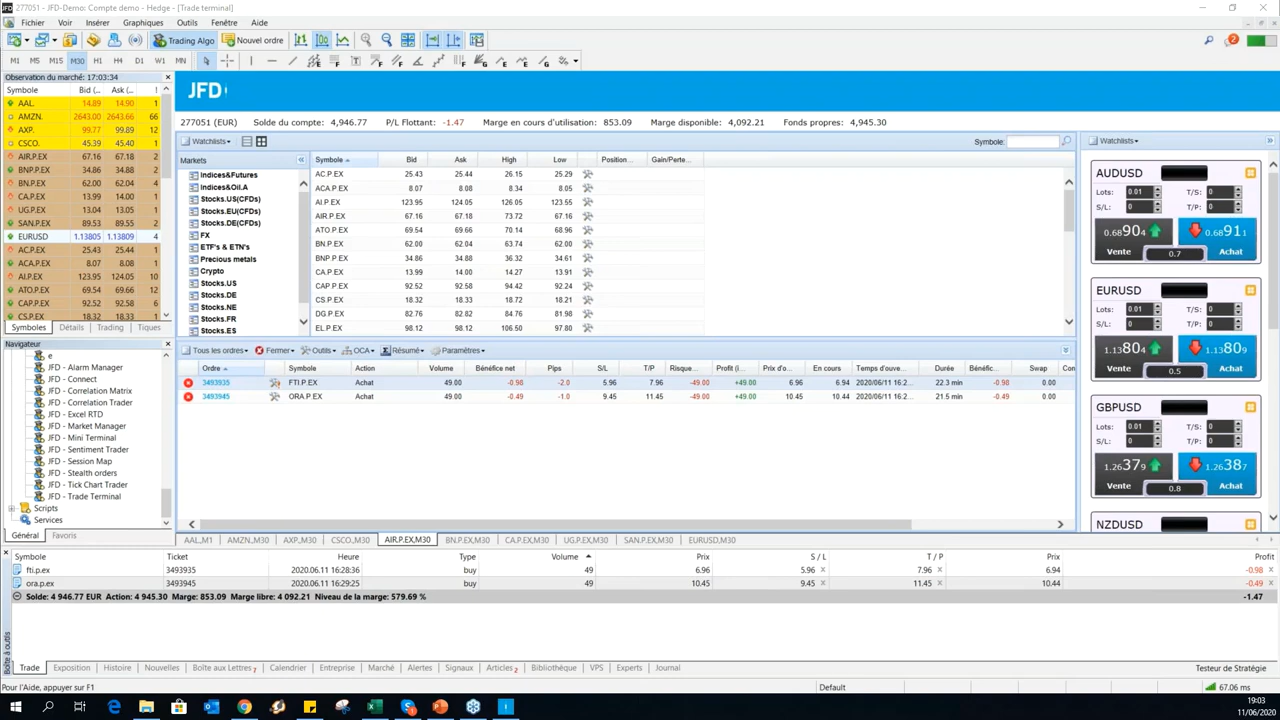 277051 - JFD-Demo: Compte demo - Hedge - [Trade terminal]
Fichier Voir Insérer Graphiques Outils Fenêtre Aide
Trading Algo Nouvel ordre 2
M1 M5 M15 M30 H1 H4 D1 W1 MN
Observation du marché: 17:03:34
Symbole Bid (... Ask (... !
AAL. 14.89 14.90 1
AMZN. 2643.00 2643.66 66
AXP. 99.77 99.89 12
CSCO. 45.39 45.40 1
AIR.P.EX 67.16 67.18 2
BNP.P.EX 34.86 34.88 2
BN.P.EX 62.00 62.04 4
CA.P.EX 13.99 14.00 1
UG.P.EX 13.04 13.05 1
SAN.P.EX 89.53 89.55 2
EURUSD 1.13805 1.13809 4
AC.P.EX 25.43 25.44 1
ACA.P.EX 8.07 8.08 1
AI.P.EX 123.95 124.05 10
ATO.P.EX 69.54 69.66 12
CAP.P.EX 92.52 92.58 6
CS.P.EX 18.32 18.33 1
Symboles Détails Trading Tiques
Navigateur
e
JFD - Alarm Manager
JFD - Connect
JFD - Correlation Matrix
JFD - Correlation Trader
JFD - Excel RTD
JFD - Market Manager
JFD - Mini Terminal
JFD - Sentiment Trader
JFD - Session Map
JFD - Stealth orders
JFD - Tick Chart Trader
JFD - Trade Terminal
Scripts
Services
Général Favoris
JFD
277051 (EUR) Solde du compte: 4,946.77 P/L Flottant: -1.47 Marge en cours d'utilisation: 853.09 Marge disponible: 4,092.21 Fonds propres: 4,945.30
Watchlists Symbole:
Markets
Indices&Futures
Indices&Oil.A
Stocks.US(CFDs)
Stocks.EU(CFDs)
Stocks.DE(CFDs)
FX
ETF's & ETN's
Precious metals
Crypto
Stocks.US
Stocks.DE
Stocks.NE
Stocks.FR
Stocks.ES
Symbole Bid Ask High Low Position... Gain/Perte...
AC.P.EX 25.43 25.44 26.15 25.29
ACA.P.EX 8.07 8.08 8.34 8.05
AI.P.EX 123.95 124.05 126.05 123.55
AIR.P.EX 67.16 67.18 73.72 67.16
ATO.P.EX 69.54 69.66 70.14 68.96
BN.P.EX 62.00 62.04 63.74 62.00
BNP.P.EX 34.86 34.88 36.32 34.61
CA.P.EX 13.99 14.00 14.27 13.91
CAP.P.EX 92.52 92.58 94.42 92.24
CS.P.EX 18.32 18.33 18.72 18.21
DG.P.EX 82.76 82.82 84.76 81.98
EL.P.EX 98.12 98.12 106.50 97.80
Tous les ordres Fermer Outils OCA Résumé Paramètres
Ordre Symbole Action Volume Bénéfice net Pips S/L T/P Risque... Profit (i... Prix d'o... En cours Temps d'ouve... Durée Bénéfic... Swap Con
3493935 FTI.P.EX Achat 49.00 -0.98 -2.0 5.96 7.96 -49.00 +49.00 6.96 6.94 2020/06/11 16:2... 22.3 min -0.98 0.00
3493945 ORA.P.EX Achat 49.00 -0.49 -1.0 9.45 11.45 -49.00 +49.00 10.45 10.44 2020/06/11 16:2... 21.5 min -0.49 0.00
Watchlists
AUDUSD
Lots: 0.01 T/S: 0
S/L: 0 T/P: 0
0.68904 0.68911
Vente 0.7 Achat
EURUSD
Lots: 0.01 T/S: 0
S/L: 0 T/P: 0
1.13804 1.13809
Vente 0.5 Achat
GBPUSD
Lots: 0.01 T/S: 0
S/L: 0 T/P: 0
1.26379 1.26387
Vente 0.8 Achat
NZDUSD
AAL,M1 AMZN,M30 AXP,M30 CSCO,M30 AIR.P.EX,M30 BN.P.EX,M30 CA.P.EX,M30 UG.P.EX,M30 SAN.P.EX,M30 EURUSD,M30
Symbole Ticket Heure Type Volume Prix S / L T / P Prix Profit
fti.p.ex 3493935 2020.06.11 16:28:36 buy 49 6.96 5.96 x 7.96 x 6.94 -0.98
ora.p.ex 3493945 2020.06.11 16:29:25 buy 49 10.45 9.45 x 11.45 x 10.44 -0.49
Solde: 4 946.77 EUR Action: 4 945.30 Marge: 853.09 Marge libre: 4 092.21 Niveau de la marge: 579.69 % -1.47
Boîte à outils
Trade Exposition Histoire Nouvelles Boîte aux Lettres 7 Calendrier Entreprise Marché Alertes Signaux Articles 2 Bibliothèque VPS Experts Journal Testeur de Stratégie
Pour l'Aide, appuyer sur F1 Default 67.06 ms
19:03
11/06/2020